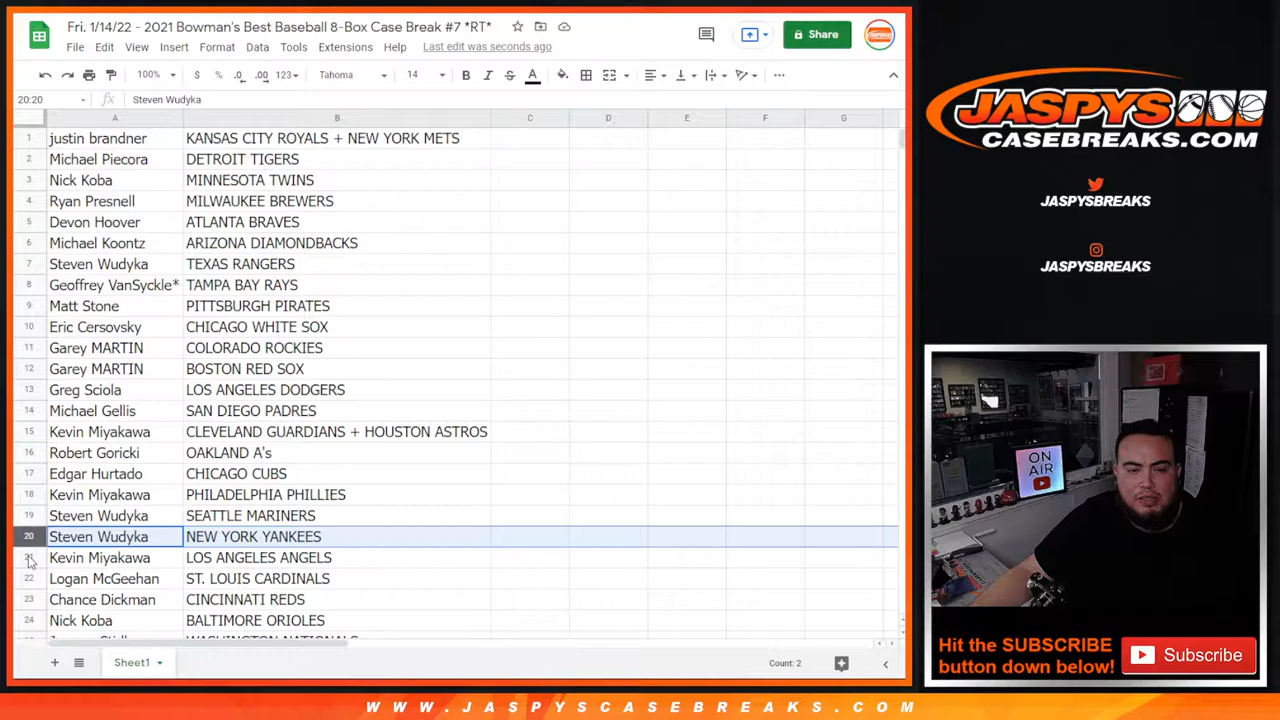 Fri. 1/14/22 - 2021 Bowman's Best Baseball 8-Box Case Break #7 *RT*
File Edit View Insert Format Data Tools Extensions Help Last edit was seconds ago
Share
100% $ % .0 .00 123 Tahoma 14 B I S A
20:20 fx Steven Wudyka
A B C D E F G
1 justin brandner KANSAS CITY ROYALS + NEW YORK METS
2 Michael Piecora DETROIT TIGERS
3 Nick Koba MINNESOTA TWINS
4 Ryan Presnell MILWAUKEE BREWERS
5 Devon Hoover ATLANTA BRAVES
6 Michael Koontz ARIZONA DIAMONDBACKS
7 Steven Wudyka TEXAS RANGERS
8 Geoffrey VanSyckle* TAMPA BAY RAYS
9 Matt Stone PITTSBURGH PIRATES
10 Eric Cersovsky CHICAGO WHITE SOX
11 Garey MARTIN COLORADO ROCKIES
12 Garey MARTIN BOSTON RED SOX
13 Greg Sciola LOS ANGELES DODGERS
14 Michael Gellis SAN DIEGO PADRES
15 Kevin Miyakawa CLEVELAND GUARDIANS + HOUSTON ASTROS
16 Robert Goricki OAKLAND A's
17 Edgar Hurtado CHICAGO CUBS
18 Kevin Miyakawa PHILADELPHIA PHILLIES
19 Steven Wudyka SEATTLE MARINERS
20 Steven Wudyka NEW YORK YANKEES
21 Kevin Miyakawa LOS ANGELES ANGELS
22 Logan McGeehan ST. LOUIS CARDINALS
23 Chance Dickman CINCINNATI REDS
24 Nick Koba BALTIMORE ORIOLES
WASHINGTON NATIONALS
Sheet1
Count: 2
JASPYS
CASEBREAKS.COM
JASPYSBREAKS
JASPYSBREAKS
ON
AIR
Hit the SUBSCRIBE
button down below!
Subscribe
WWW.JASPYSCASEBREAKS.COM